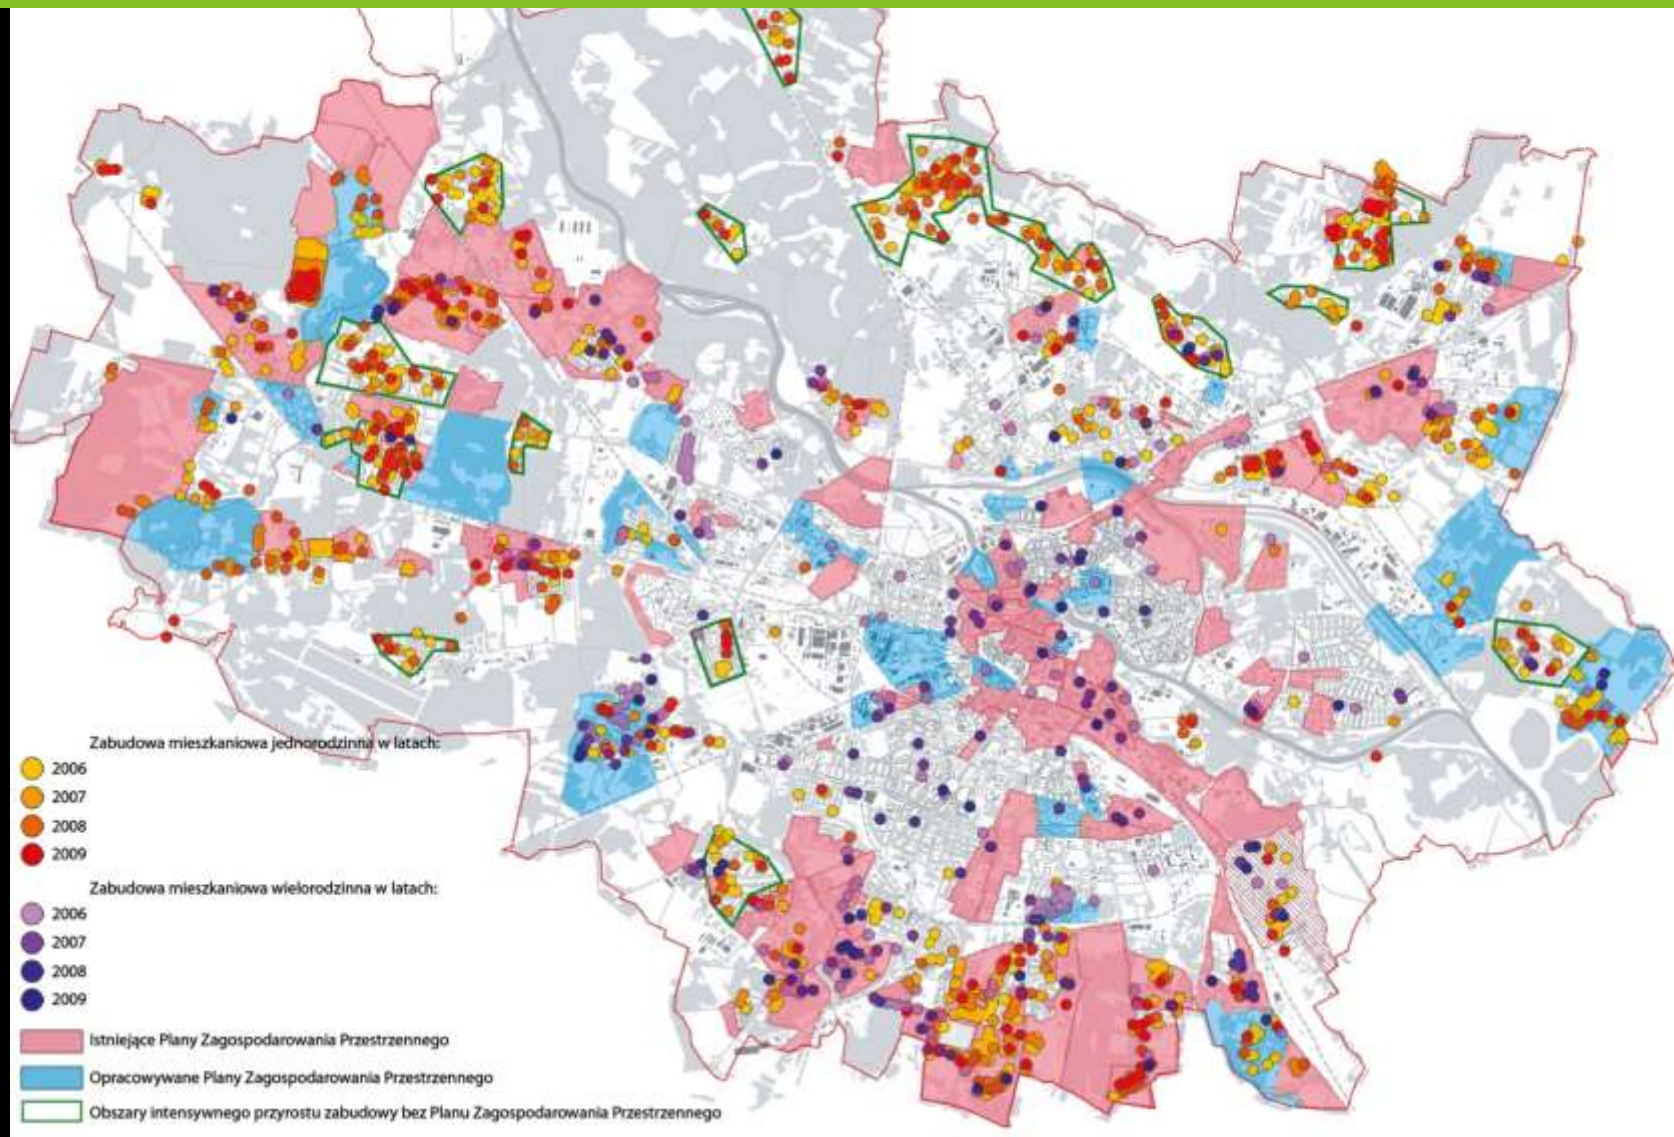 Zabudowa mieszkaniowa jednorodzinna w latach:
2006
2007
2008
2009
Zabudowa mieszkaniowa wielorodzinna w latach:
2006
2007
2008
2009
Istniejące Plany Zagospodarowania Przestrzennego
Opracowywane Plany Zagospodarowania Przestrzennego
Obszary intensywnego przyrostu zabudowy bez Planu Zagospodarowania Przestrzennego